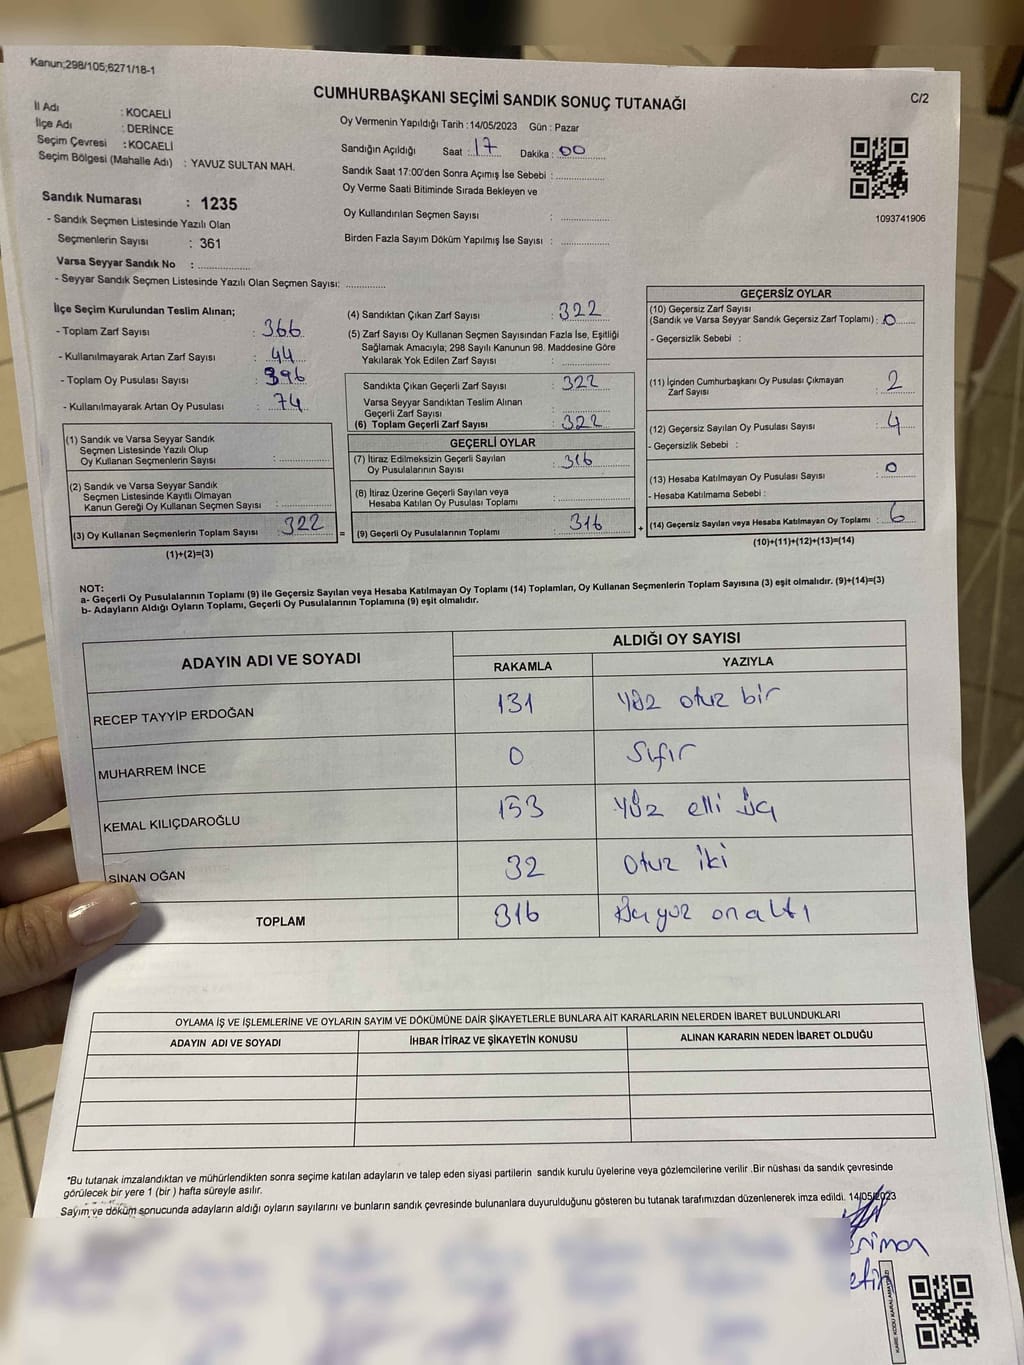 Kanun;298/105;6271/18-1
CUMHURBAŞKANI SEÇİMİ SANDIK SONUÇ TUTANAĞI
C/2
İl Adı : KOCAELİ
İlçe Adı : DERİNCE
Seçim Çevresi : KOCAELİ
Seçim Bölgesi (Mahalle Adı) : YAVUZ SULTAN MAH.
Oy Vermenin Yapıldığı Tarih : 14/05/2023 Gün : Pazar
Sandığın Açıldığı Saat : 17 Dakika : 00
Sandık Saat 17:00'den Sonra Açımış İse Sebebi :
Oy Verme Saati Bitiminde Sırada Bekleyen ve
Oy Kullandırılan Seçmen Sayısı :
Birden Fazla Sayım Döküm Yapılmış İse Sayısı :
1093741906
Sandık Numarası : 1235
- Sandık Seçmen Listesinde Yazılı Olan
Seçmenlerin Sayısı : 361
Varsa Seyyar Sandık No :
- Seyyar Sandık Seçmen Listesinde Yazılı Olan Seçmen Sayısı:
İlçe Seçim Kurulundan Teslim Alınan;
- Toplam Zarf Sayısı : 366
- Kullanılmayarak Artan Zarf Sayısı : 44
- Toplam Oy Pusulası Sayısı : 396
- Kullanılmayarak Artan Oy Pusulası : 74
(1) Sandık ve Varsa Seyyar Sandık
Seçmen Listesinde Yazılı Olup
Oy Kullanan Seçmenlerin Sayısı :
(2) Sandık ve Varsa Seyyar Sandık
Seçmen Listesinde Kayıtlı Olmayan
Kanun Gereği Oy Kullanan Seçmen Sayısı :
(3) Oy Kullanan Seçmenlerin Toplam Sayısı : 322 =
(1)+(2)=(3)
(4) Sandıktan Çıkan Zarf Sayısı : 322
(5) Zarf Sayısı Oy Kullanan Seçmen Sayısından Fazla İse, Eşitliği
Sağlamak Amacıyla; 298 Sayılı Kanunun 98. Maddesine Göre
Yakılarak Yok Edilen Zarf Sayısı :
Sandıkta Çıkan Geçerli Zarf Sayısı : 322
Varsa Seyyar Sandıktan Teslim Alınan
Geçerli Zarf Sayısı :
(6) Toplam Geçerli Zarf Sayısı : 322
GEÇERLİ OYLAR
(7) İtiraz Edilmeksizin Geçerli Sayılan
Oy Pusulalarının Sayısı : 316
(8) İtiraz Üzerine Geçerli Sayılan veya
Hesaba Katılan Oy Pusulası Toplamı :
(9) Geçerli Oy Pusulalarının Toplamı : 316 +
GEÇERSİZ OYLAR
(10) Geçersiz Zarf Sayısı
(Sandık ve Varsa Seyyar Sandık Geçersiz Zarf Toplamı) : 0
- Geçersizlik Sebebi :
(11) İçinden Cumhurbaşkanı Oy Pusulası Çıkmayan
Zarf Sayısı : 2
(12) Geçersiz Sayılan Oy Pusulası Sayısı : 4
- Geçersizlik Sebebi :
(13) Hesaba Katılmayan Oy Pusulası Sayısı : 0
- Hesaba Katılmama Sebebi :
(14) Geçersiz Sayılan veya Hesaba Katılmayan Oy Toplamı : 6
(10)+(11)+(12)+(13)=(14)
NOT:
a- Geçerli Oy Pusulalarının Toplamı (9) ile Geçersiz Sayılan veya Hesaba Katılmayan Oy Toplamı (14) Toplamları, Oy Kullanan Seçmenlerin Toplam Sayısına (3) eşit olmalıdır. (9)+(14)=(3)
b- Adayların Aldığı Oyların Toplamı, Geçerli Oy Pusulalarının Toplamına (9) eşit olmalıdır.
ADAYIN ADI VE SOYADI ALDIĞI OY SAYISI
RAKAMLA YAZIYLA
RECEP TAYYİP ERDOĞAN 131 yüz otuz bir
MUHARREM İNCE 0 Sıfır
KEMAL KILIÇDAROĞLU 153 yüz elli üç
SİNAN OĞAN 32 Otuz iki
TOPLAM 316 üçyüz onaltı
OYLAMA İŞ VE İŞLEMLERİNE VE OYLARIN SAYIM VE DÖKÜMÜNE DAİR ŞİKAYETLERLE BUNLARA AİT KARARLARIN NELERDEN İBARET BULUNDUKLARI
ADAYIN ADI VE SOYADI İHBAR İTİRAZ VE ŞİKAYETİN KONUSU ALINAN KARARIN NEDEN İBARET OLDUĞU
*Bu tutanak imzalandıktan ve mühürlendikten sonra seçime katılan adayların ve talep eden siyasi partilerin sandık kurulu üyelerine veya gözlemcilerine verilir .Bir nüshası da sandık çevresinde
görülecek bir yere 1 (bir ) hafta süreyle asılır.
Sayım ve döküm sonucunda adayların aldığı oyların sayılarını ve bunların sandık çevresinde bulunanlara duyurulduğunu gösteren bu tutanak tarafımızdan düzenlenerek imza edildi. 14/05/2023